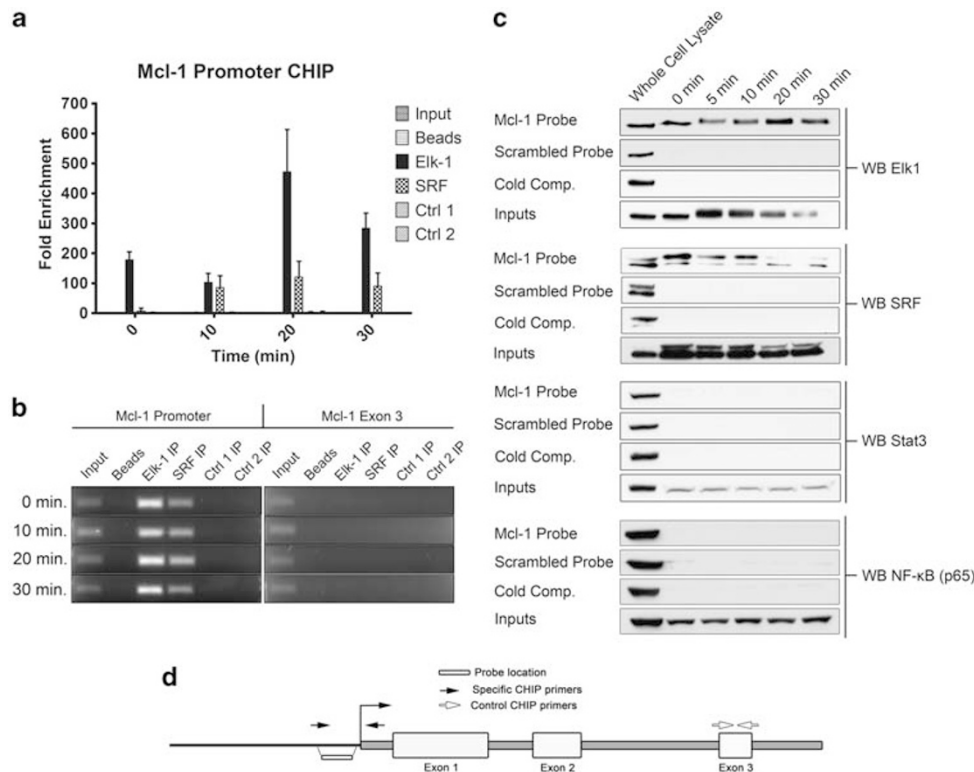 a
Mcl-1 Promoter CHIP
Fold Enrichment
700
600
500
400
300
200
100
0
0
10
20
30
Time (min)
Input
Beads
Elk-1
SRF
Ctrl 1
Ctrl 2
b
Mcl-1 Promoter
Mcl-1 Exon 3
Input
Beads
Elk-1 IP
SRF IP
Ctrl 1 IP
Ctrl 2 IP
Input
Beads
Elk-1 IP
SRF IP
Ctrl 1 IP
Ctrl 2 IP
0 min.
10 min.
20 min.
30 min.
c
Whole Cell Lysate
0 min
5 min
10 min
20 min
30 min
Mcl-1 Probe
Scrambled Probe
Cold Comp.
Inputs
WB Elk1
Mcl-1 Probe
Scrambled Probe
Cold Comp.
Inputs
WB SRF
Mcl-1 Probe
Scrambled Probe
Cold Comp.
Inputs
WB Stat3
Mcl-1 Probe
Scrambled Probe
Cold Comp.
Inputs
WB NF-κB (p65)
d
Probe location
Specific CHIP primers
Control CHIP primers
Exon 1
Exon 2
Exon 3